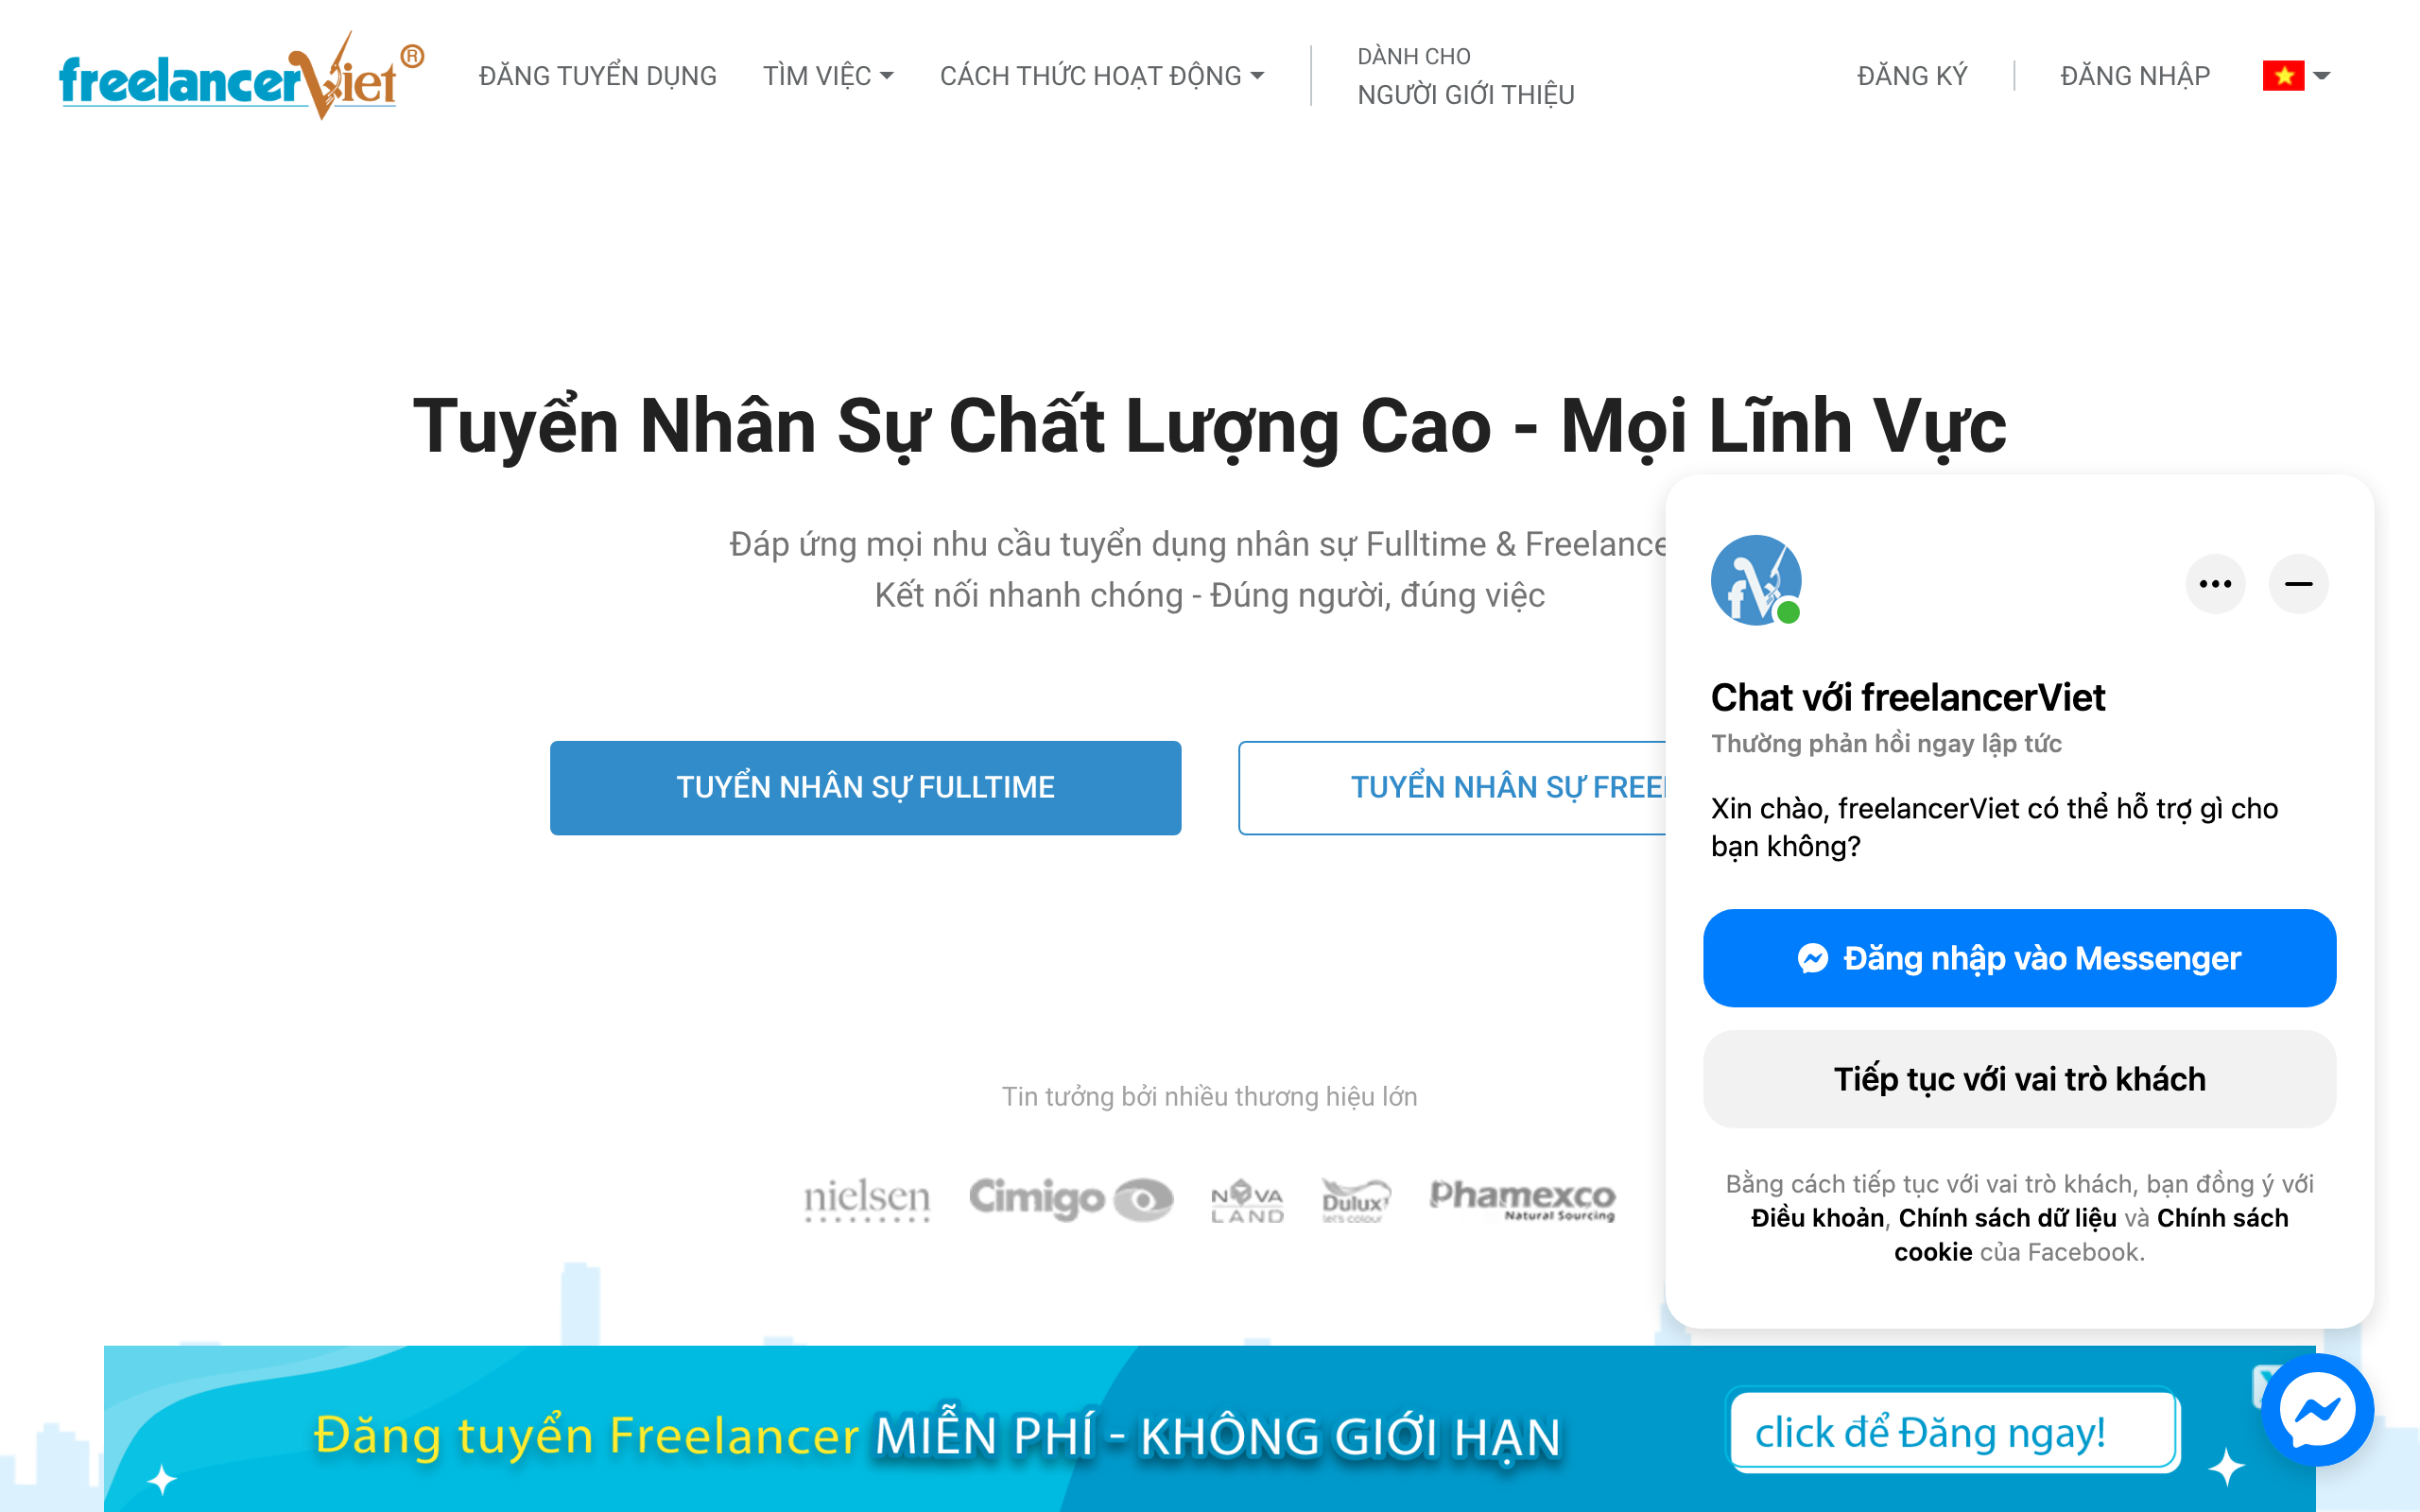 freelancerViet®
ĐĂNG TUYỂN DỤNG
TÌM VIỆC
CÁCH THỨC HOẠT ĐỘNG
DÀNH CHO
NGƯỜI GIỚI THIỆU
ĐĂNG KÝ
ĐĂNG NHẬP
Tuyển Nhân Sự Chất Lượng Cao - Mọi Lĩnh Vực
Đáp ứng mọi nhu cầu tuyển dụng nhân sự Fulltime & Freelance
Kết nối nhanh chóng - Đúng người, đúng việc
TUYỂN NHÂN SỰ FULLTIME
TUYỂN NHÂN SỰ FREE
Tin tưởng bởi nhiều thương hiệu lớn
nielsen
Cimigo
NOVA
LAND
Dulux
let's colour
Phamexco
Natural Sourcing
fV
Chat với freelancerViet
Thường phản hồi ngay lập tức
Xin chào, freelancerViet có thể hỗ trợ gì cho
bạn không?
Đăng nhập vào Messenger
Tiếp tục với vai trò khách
Bằng cách tiếp tục với vai trò khách, bạn đồng ý với
Điều khoản, Chính sách dữ liệu và Chính sách
cookie của Facebook.
Đăng tuyển Freelancer MIỄN PHÍ - KHÔNG GIỚI HẠN
click để Đăng ngay!